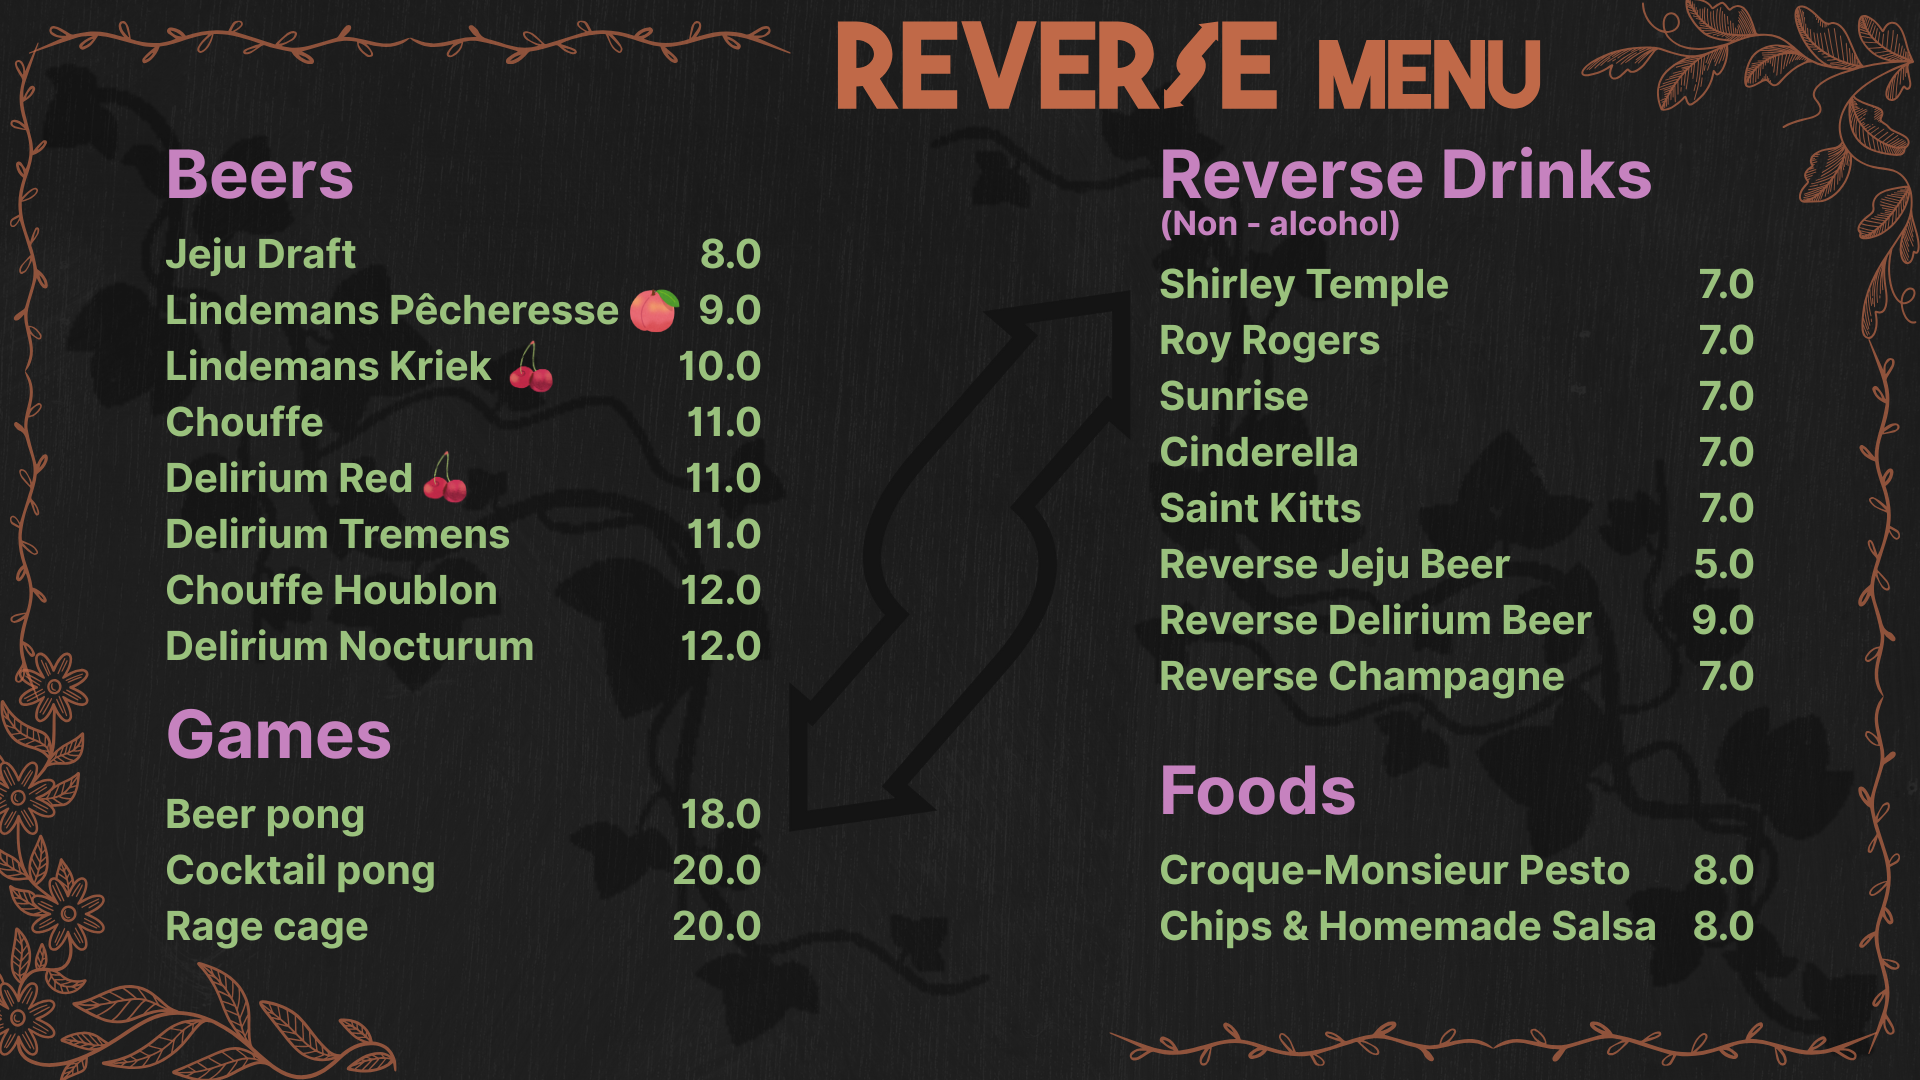 REVERSE MENU
Beers
Jeju Draft 8.0
Lindemans Pêcheresse 🍑 9.0
Lindemans Kriek 🍒 10.0
Chouffe 11.0
Delirium Red 🍒 11.0
Delirium Tremens 11.0
Chouffe Houblon 12.0
Delirium Nocturum 12.0
Games
Beer pong 18.0
Cocktail pong 20.0
Rage cage 20.0
Reverse Drinks
(Non - alcohol)
Shirley Temple 7.0
Roy Rogers 7.0
Sunrise 7.0
Cinderella 7.0
Saint Kitts 7.0
Reverse Jeju Beer 5.0
Reverse Delirium Beer 9.0
Reverse Champagne 7.0
Foods
Croque-Monsieur Pesto 8.0
Chips & Homemade Salsa 8.0